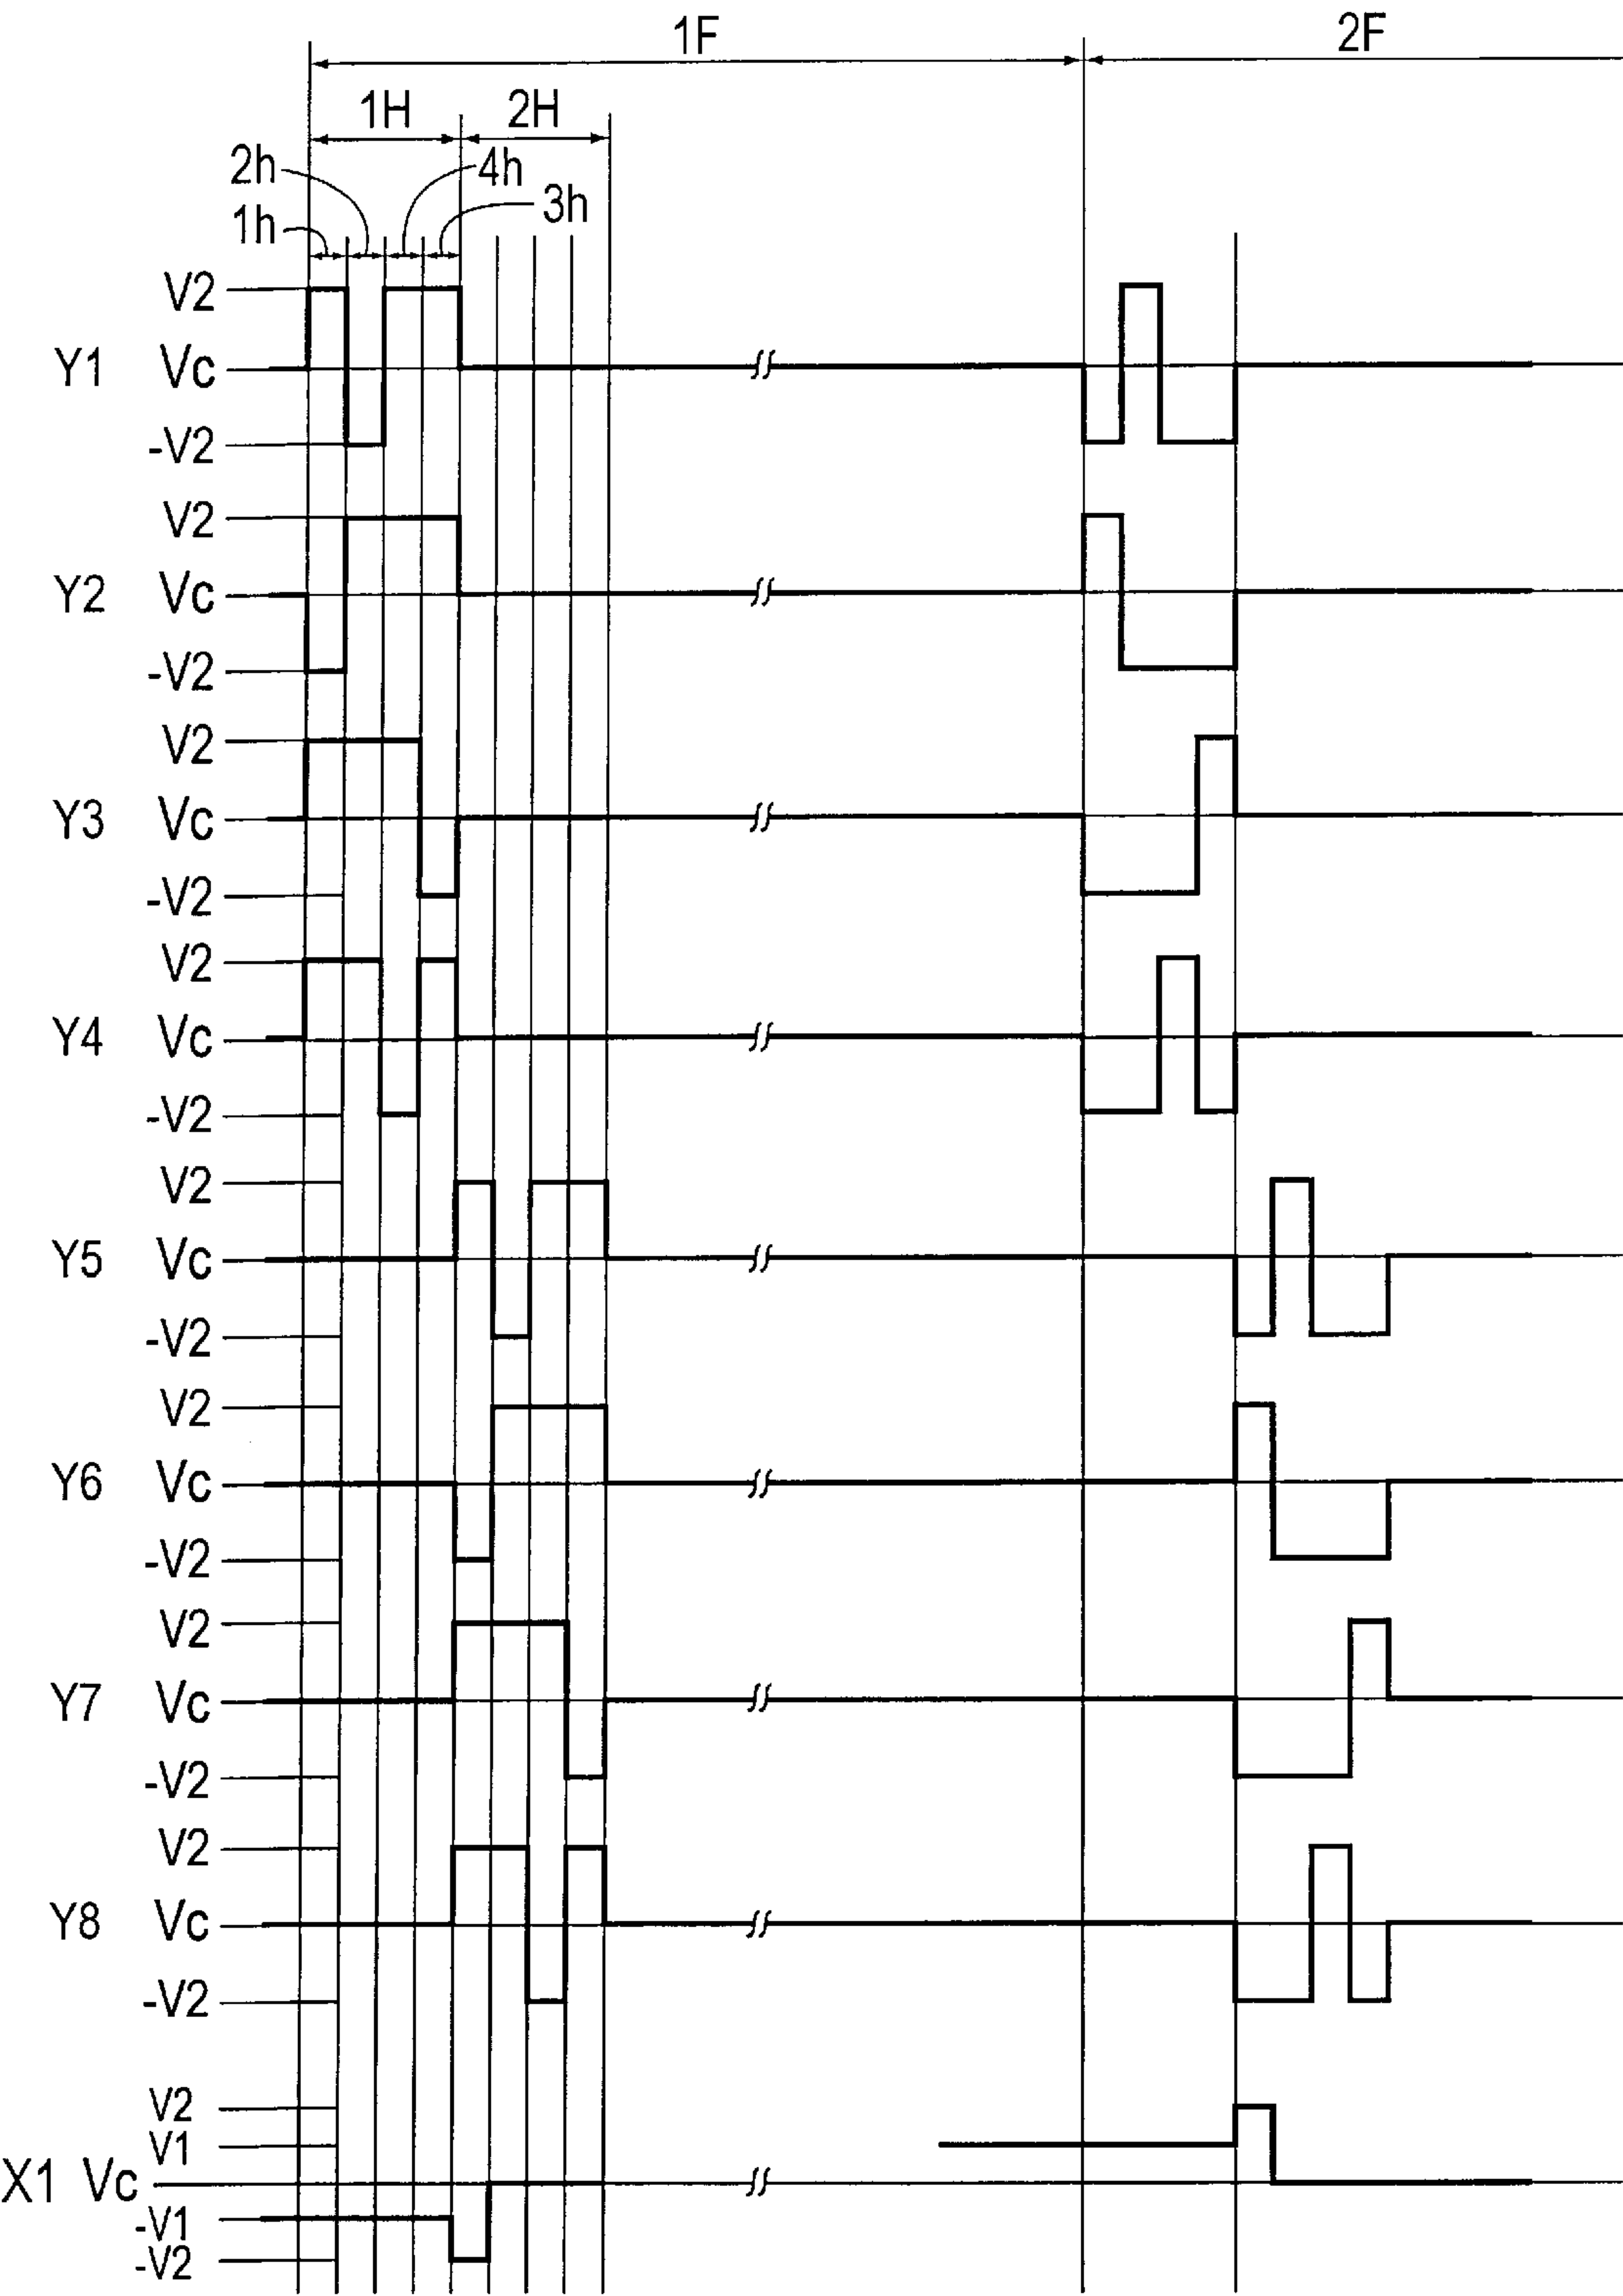 1F 2F
1H 2H
2h 4h
1h 3h
V2
Y1 Vc
-V2
V2
Y2 Vc
-V2
V2
Y3 Vc
-V2
V2
Y4 Vc
-V2
V2
Y5 Vc
-V2
V2
Y6 Vc
-V2
V2
Y7 Vc
-V2
V2
Y8 Vc
-V2
V2
V1
X1 Vc
-V1
-V2